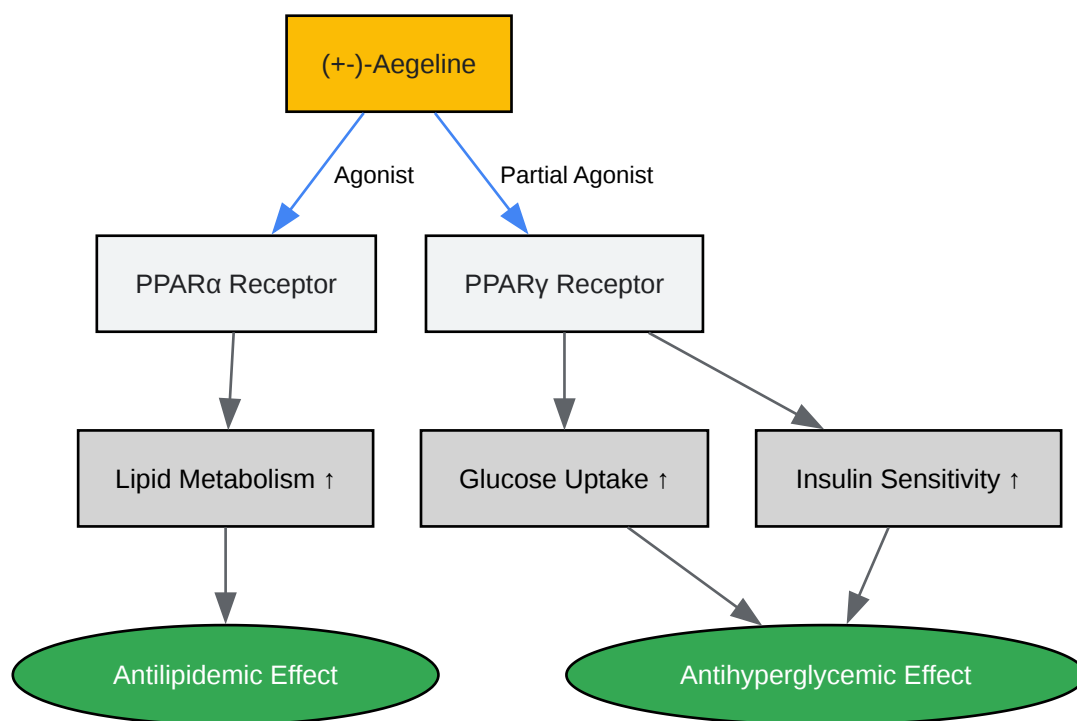 (+-)-Aegeline
Agonist
Partial Agonist
PPARα Receptor
PPARγ Receptor
Lipid Metabolism ↑
Glucose Uptake ↑
Insulin Sensitivity ↑
Antilipidemic Effect
Antihyperglycemic Effect